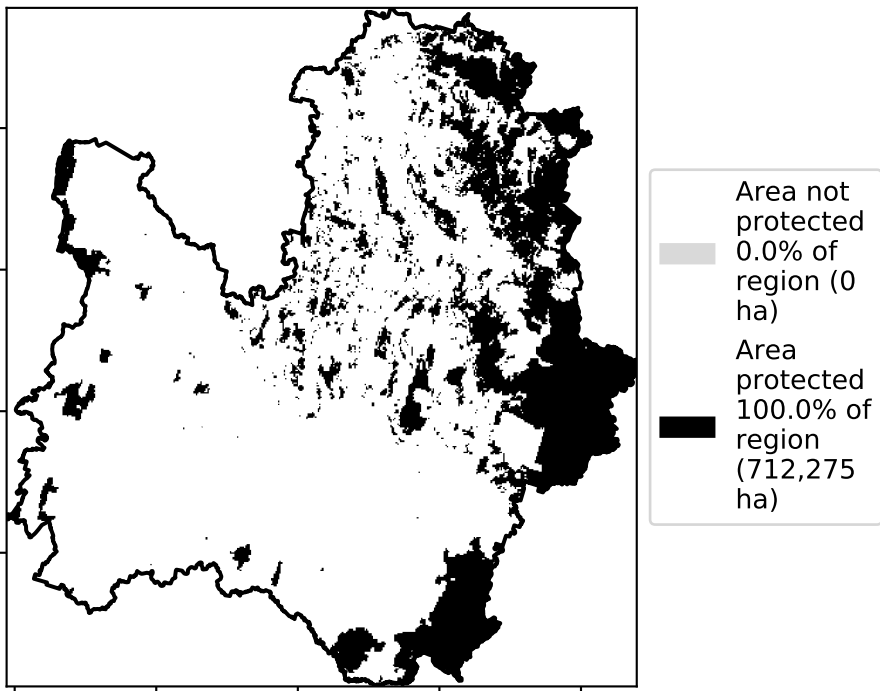 Area not
protected
0.0% of
region (0
ha)
Area
protected
100.0% of
region
(712,275
ha)